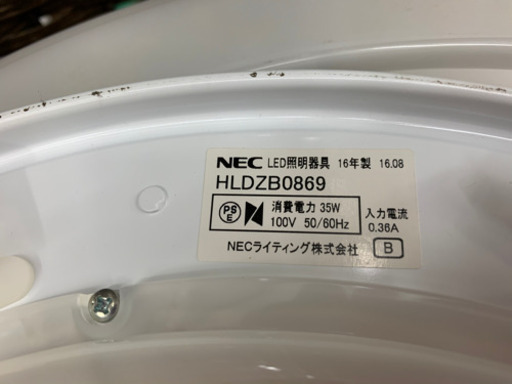 NEC LED照明器具 16年製 16.08
HLDZB0869
PS E 消費電力 35W 入力電流
100V 50/60Hz 0.36A
NECライティング株式会社 B